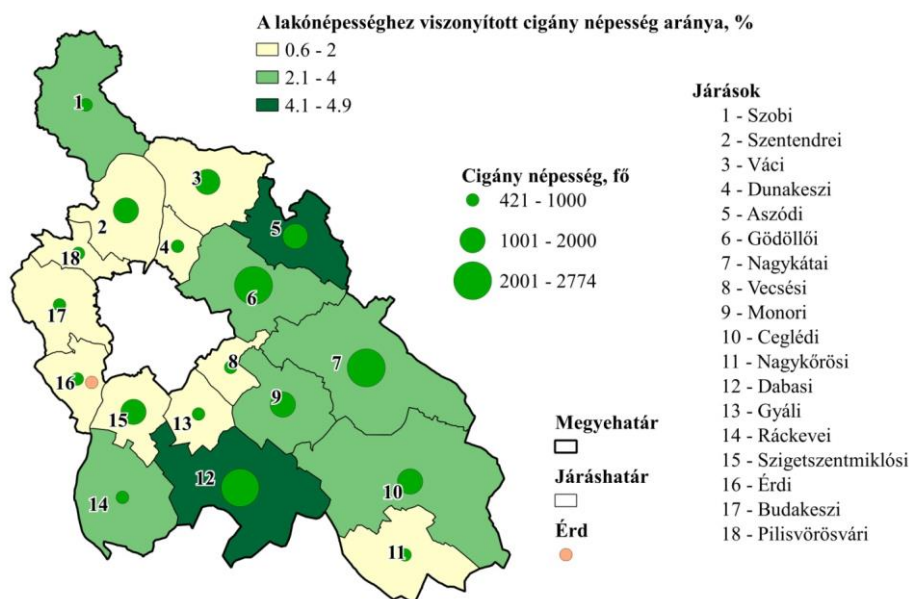 A lakónépességhez viszonyított cigány népesség aránya, %
0.6 - 2
2.1 - 4
4.1 - 4.9
Cigány népesség, fő
421 - 1000
1001 - 2000
2001 - 2774
Járások
1 - Szobi
2 - Szentendrei
3 - Váci
4 - Dunakeszi
5 - Aszódi
6 - Gödöllői
7 - Nagykátai
8 - Vecsési
9 - Monori
10 - Ceglédi
11 - Nagykőrösi
12 - Dabasi
13 - Gyáli
14 - Ráckevei
15 - Szigetszentmiklósi
16 - Érdi
17 - Budakeszi
18 - Pilisvörösvári
Megyehatár
Járáshatár
Érd
1
2
3
4
5
6
7
8
9
10
11
12
13
14
15
16
17
18